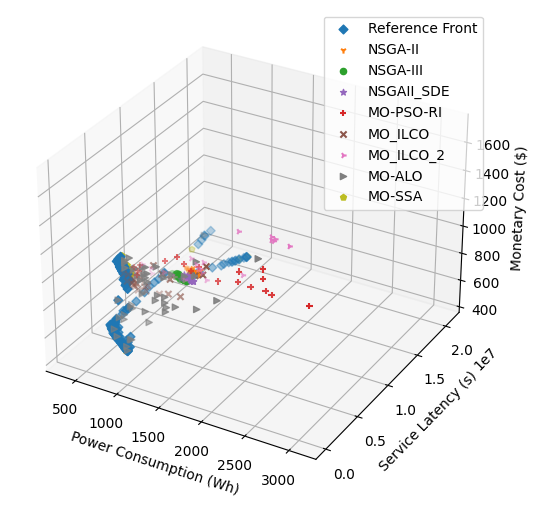 Reference Front
NSGA-II
NSGA-III
NSGAII_SDE
MO-PSO-RI
MO_ILCO
MO_ILCO_2
MO-ALO
MO-SSA
1600
1400
1200
1000
800
600
400
Monetary Cost ($)
500
1000
1500
2000
2500
3000
Power Consumption (Wh)
0.0
0.5
1.0
1.5
2.0
1e7
Service Latency (s)